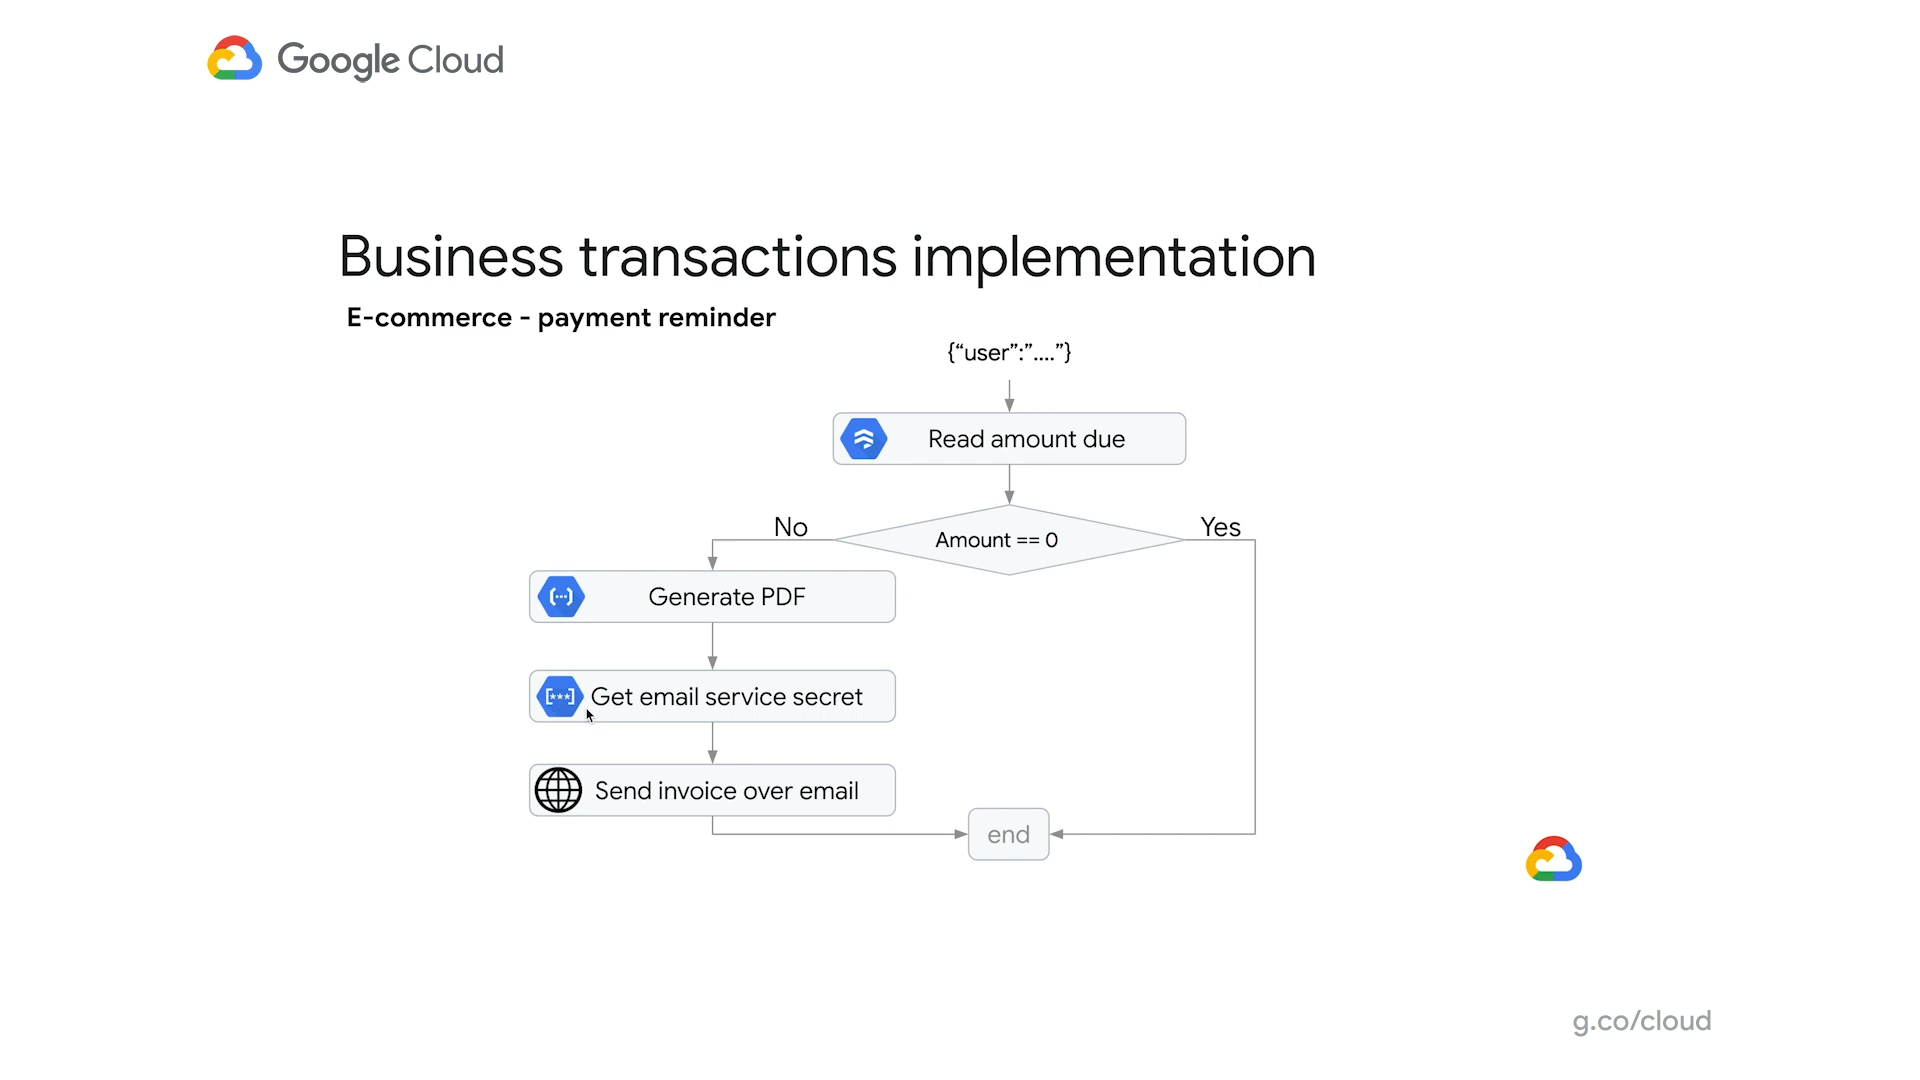 Google Cloud
Business transactions implementation
E-commerce - payment reminder
{“user”:”....”}
Read amount due
No
Yes
Amount == 0
(···)
Generate PDF
[***]
Get email service secret
Send invoice over email
end
g.co/cloud